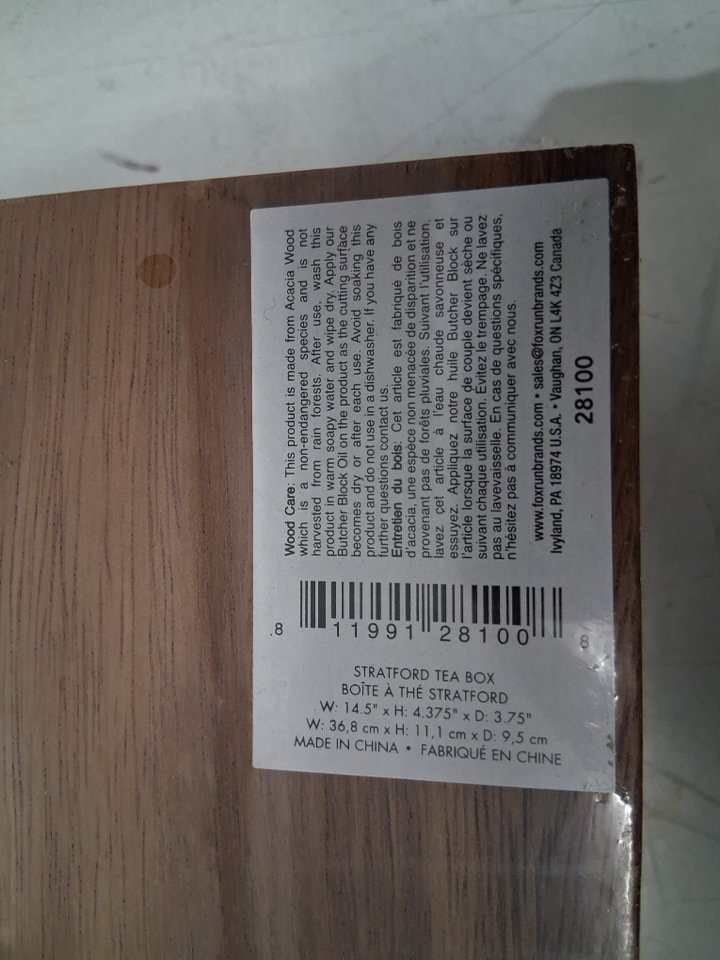 Wood Care: This product is made from Acacia Wood
which is a non-endangered species and is not
harvested from rain forests. After use, wash this
product in warm soapy water and wipe dry. Apply our
Butcher Block Oil on the product as the cutting surface
becomes dry or after each use. Avoid soaking this
product and do not use in a dishwasher. If you have any
further questions contact us.
Entretien du bois: Cet article est fabriqué de bois
d'acacia, une espèce non menacée de disparition et ne
provenant pas de forêts pluviales. Suivant l'utilisation,
lavez cet article à l'eau chaude savonneuse et
essuyez. Appliquez notre huile Butcher Block sur
l'article lorsque la surface de couple devient sèche ou
suivant chaque utilisation. Evitez le trempage. Ne lavez
pas au lavevaisselle. En cas de questions spécifiques,
n'hésitez pas à communiquer avec nous.
www.foxrunbrands.com • sales@foxrunbrands.com
Ivyland, PA 18974 U.S.A. • Vaughan, ON L4K 4Z3 Canada
28100
8 11991 28100 8
STRATFORD TEA BOX
BOÎTE À THÉ STRATFORD
W: 14.5" x H: 4.375" x D: 3.75"
W: 36,8 cm x H: 11,1 cm x D: 9,5 cm
MADE IN CHINA • FABRIQUÉ EN CHINE